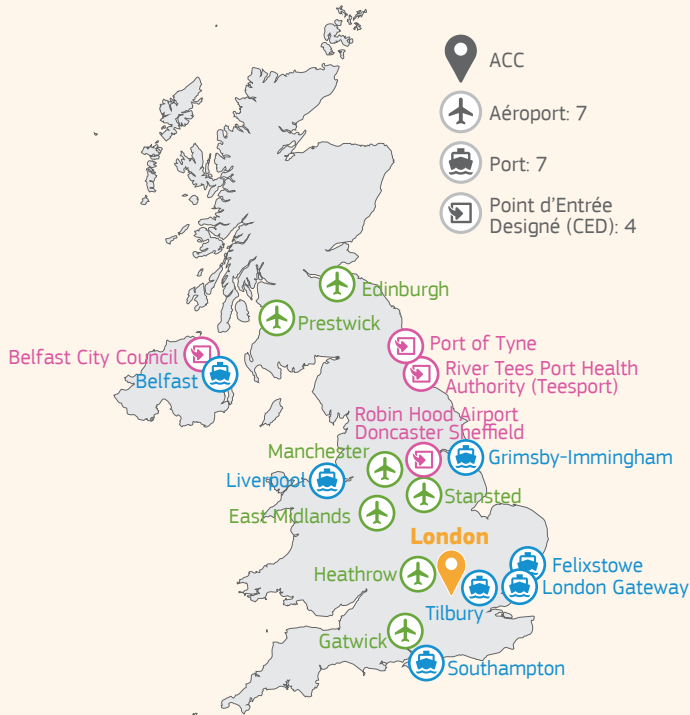 ACC
Aéroport: 7
Port: 7
Point d'Entrée
Designé (CED): 4
Edinburgh
Prestwick
Port of Tyne
Belfast City Council
River Tees Port Health
Authority (Teesport)
Belfast
Robin Hood Airport
Doncaster Sheffield
Manchester
Grimsby-Immingham
Liverpool
Stansted
East Midlands
London
Felixstowe
Heathrow
London Gateway
Tilbury
Gatwick
Southampton